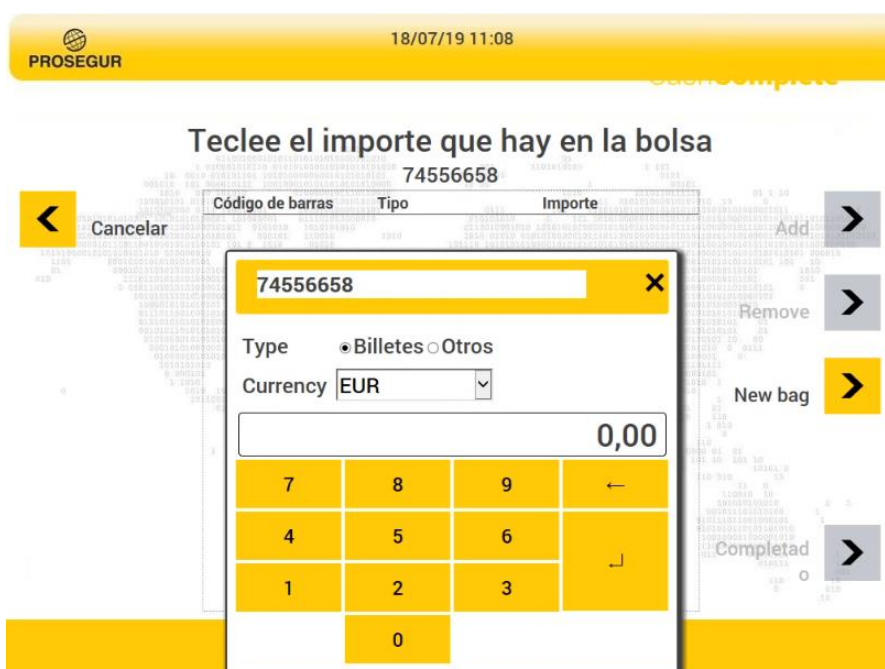 PROSEGUR
18/07/19 11:08
Teclee el importe que hay en la bolsa
74556658
Código de barras Tipo Importe
Cancelar
Add
Remove
New bag
Completad
o
74556658
Type Billetes Otros
Currency EUR
0,00
7 8 9 ←
4 5 6 ↵
1 2 3
0